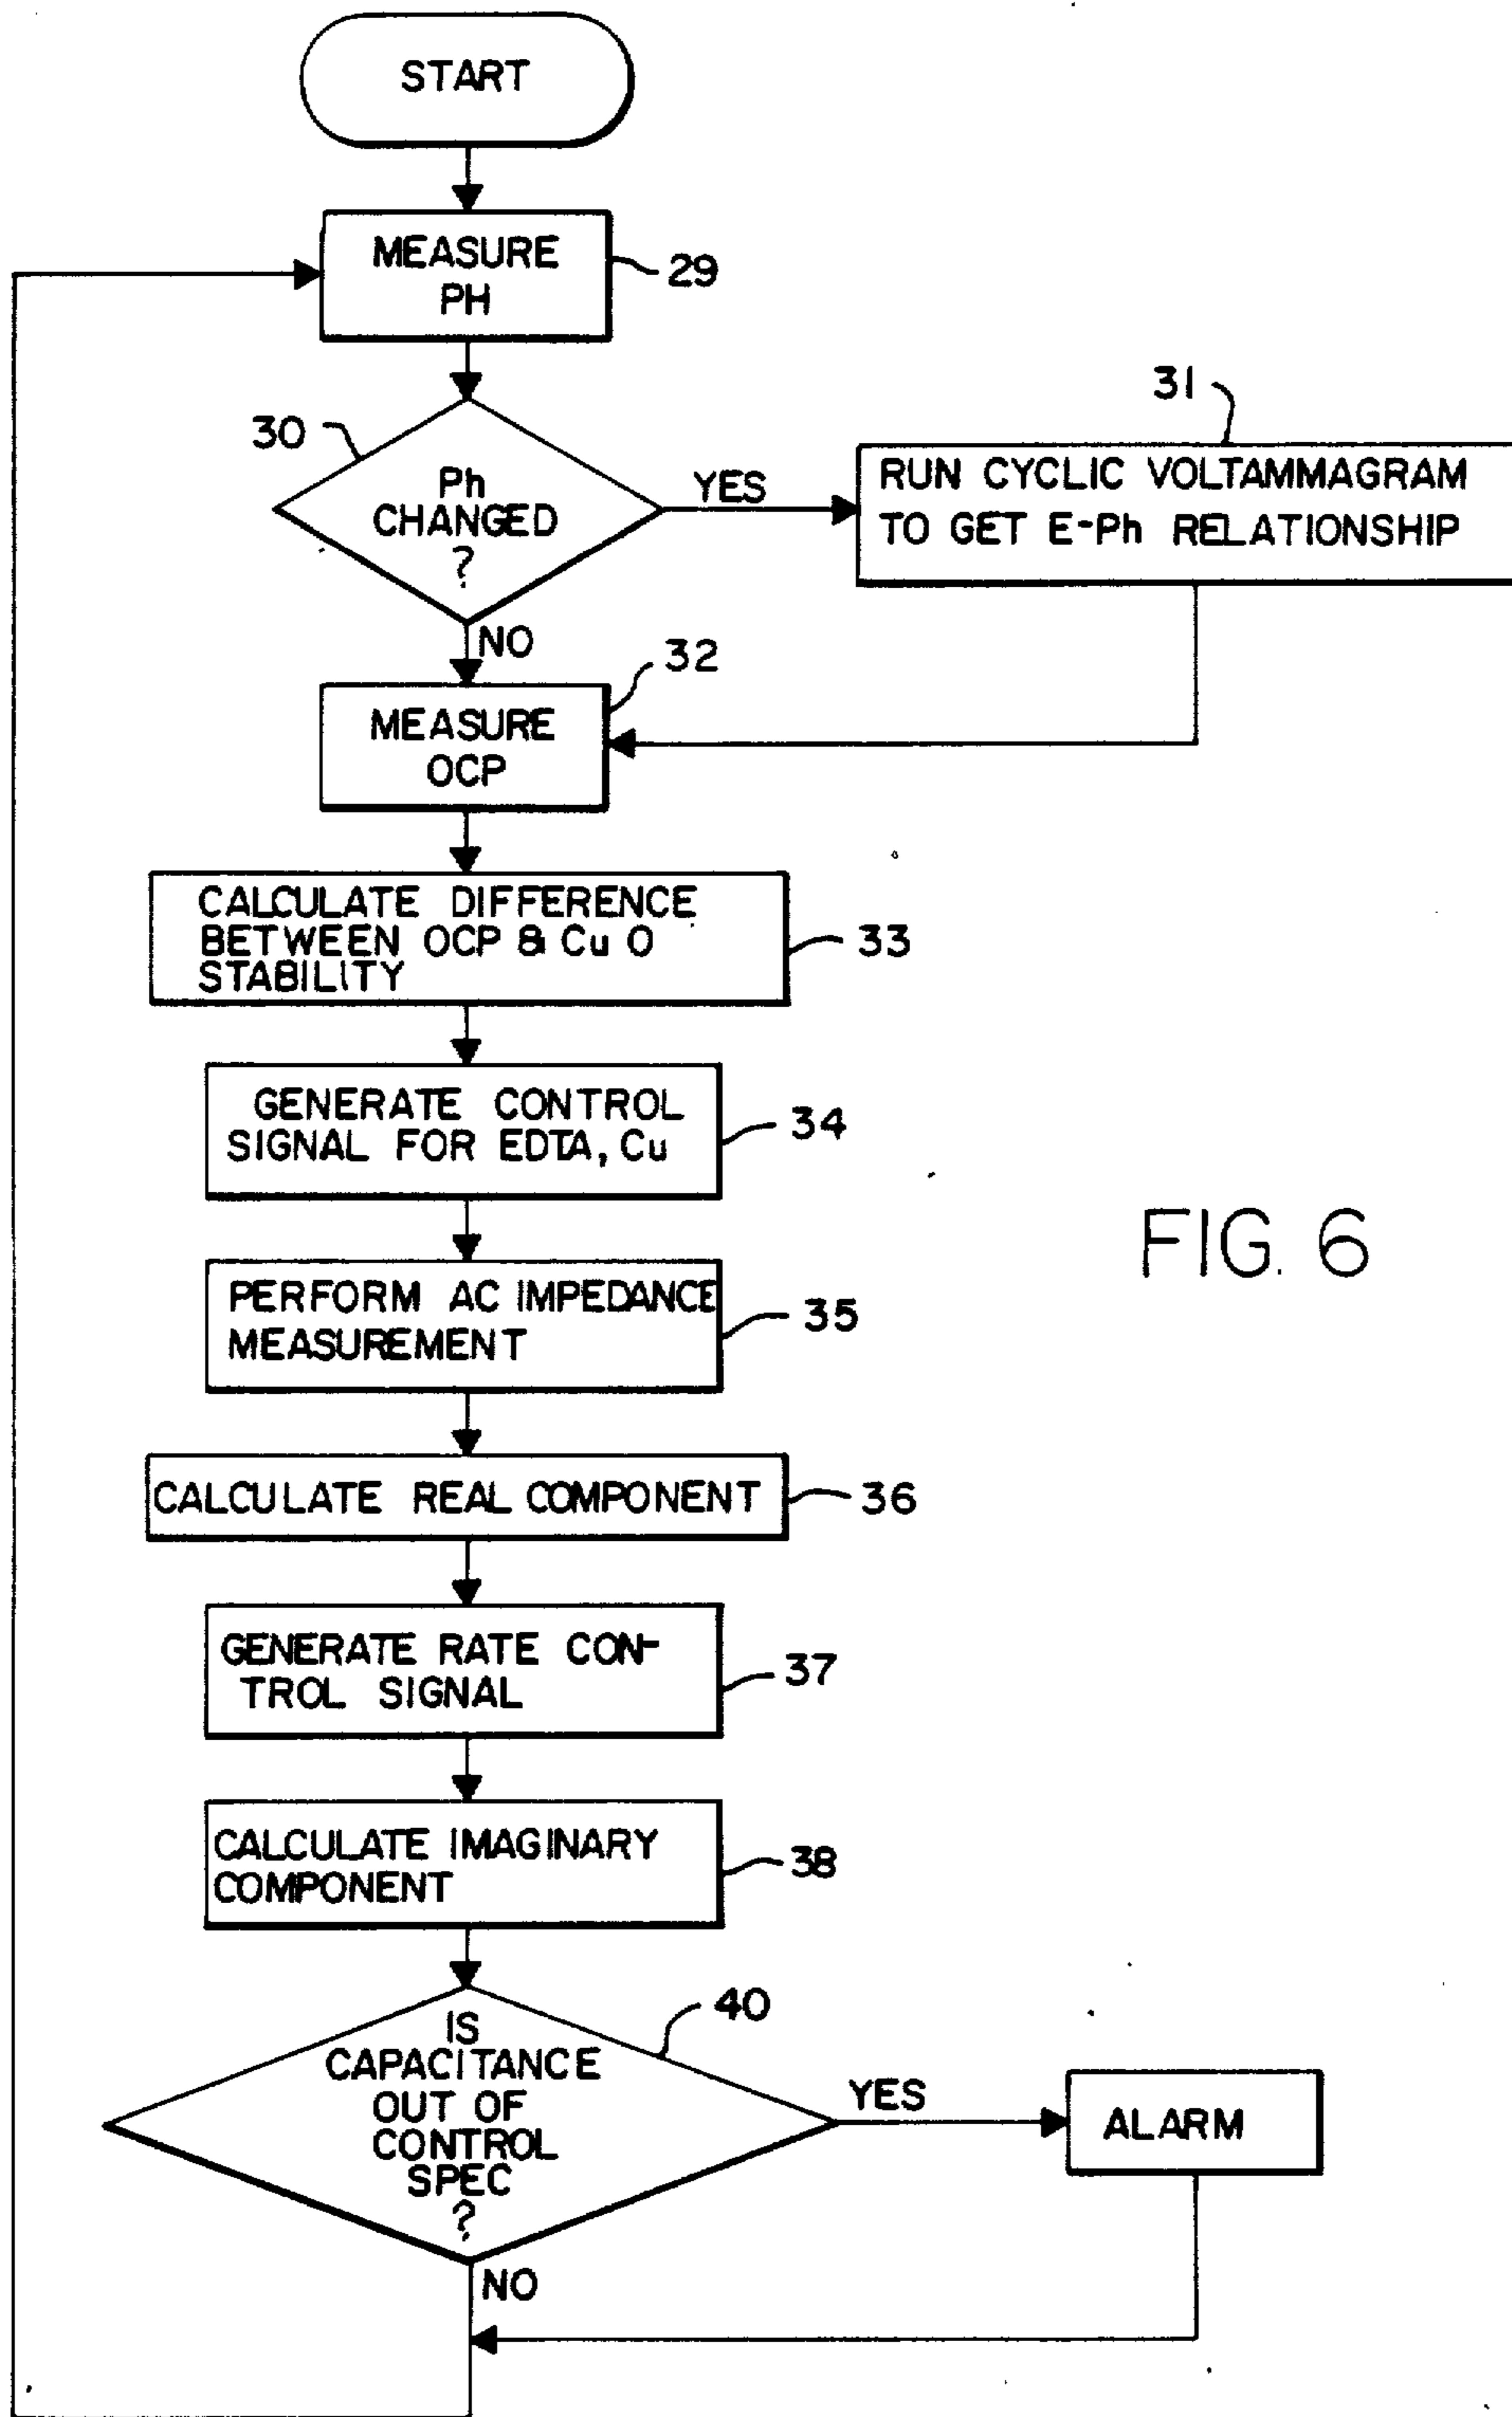 START
MEASURE
PH
29
30
Ph
CHANGED
?
YES
31
RUN CYCLIC VOLTAMMAGRAM
TO GET E-Ph RELATIONSHIP
NO
32
MEASURE
OCP
CALCULATE DIFFERENCE
BETWEEN OCP & Cu O
STABILITY
33
GENERATE CONTROL
SIGNAL FOR EDTA, Cu
34
FIG. 6
PERFORM AC IMPEDANCE
MEASUREMENT
35
CALCULATE REAL COMPONENT
36
GENERATE RATE CON-
TROL SIGNAL
37
CALCULATE IMAGINARY
COMPONENT
38
40
IS
CAPACITANCE
OUT OF
CONTROL
SPEC
?
YES
ALARM
NO